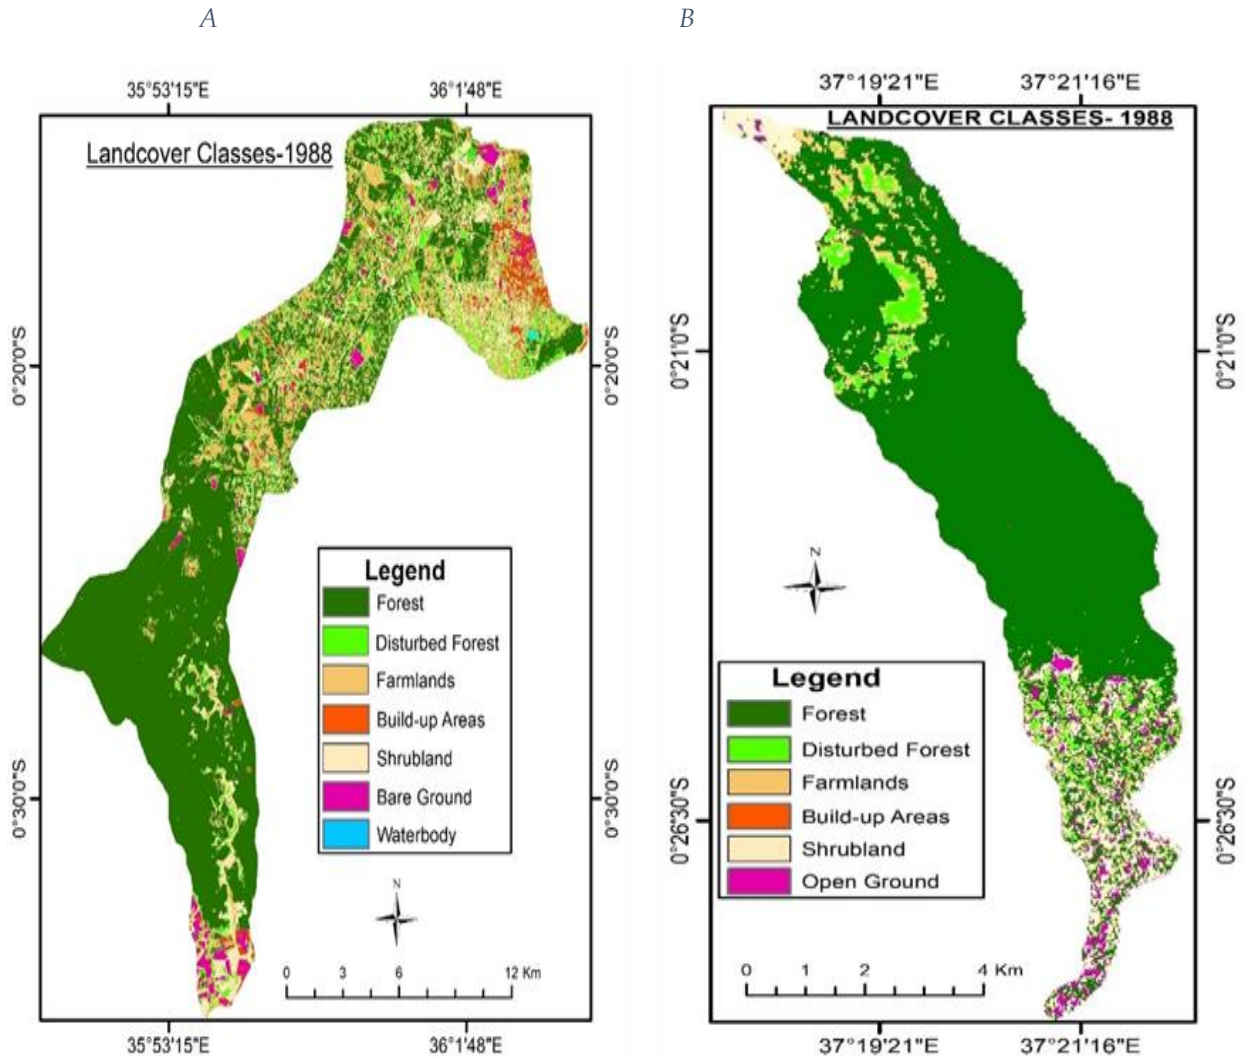 A
B
35°53'15"E
36°1'48"E
Landcover Classes-1988
0°20'0"S
0°20'0"S
0°30'0"S
0°30'0"S
Legend
Forest
Disturbed Forest
Farmlands
Build-up Areas
Shrubland
Bare Ground
Waterbody
N
0 3 6 12 Km
35°53'15"E
36°1'48"E
37°19'21"E
37°21'16"E
LANDCOVER CLASSES- 1988
0°21'0"S
0°21'0"S
0°26'30"S
0°26'30"S
N
Legend
Forest
Disturbed Forest
Farmlands
Build-up Areas
Shrubland
Open Ground
0 1 2 4 Km
37°19'21"E
37°21'16"E